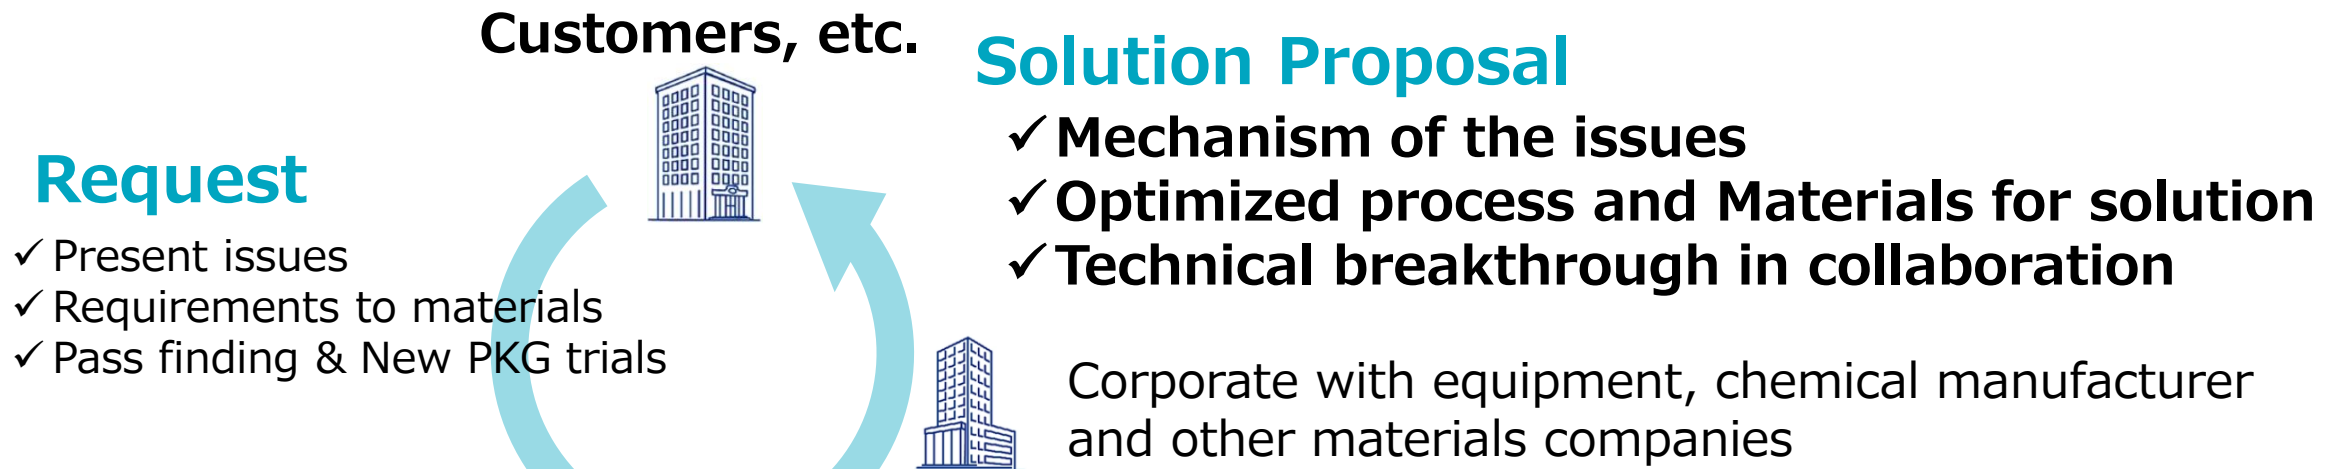 Customers, etc.
Request
✓ Present issues
✓ Requirements to materials
✓ Pass finding & New PKG trials
Solution Proposal
✓ Mechanism of the issues
✓ Optimized process and Materials for solution
✓ Technical breakthrough in collaboration
Corporate with equipment, chemical manufacturer
and other materials companies